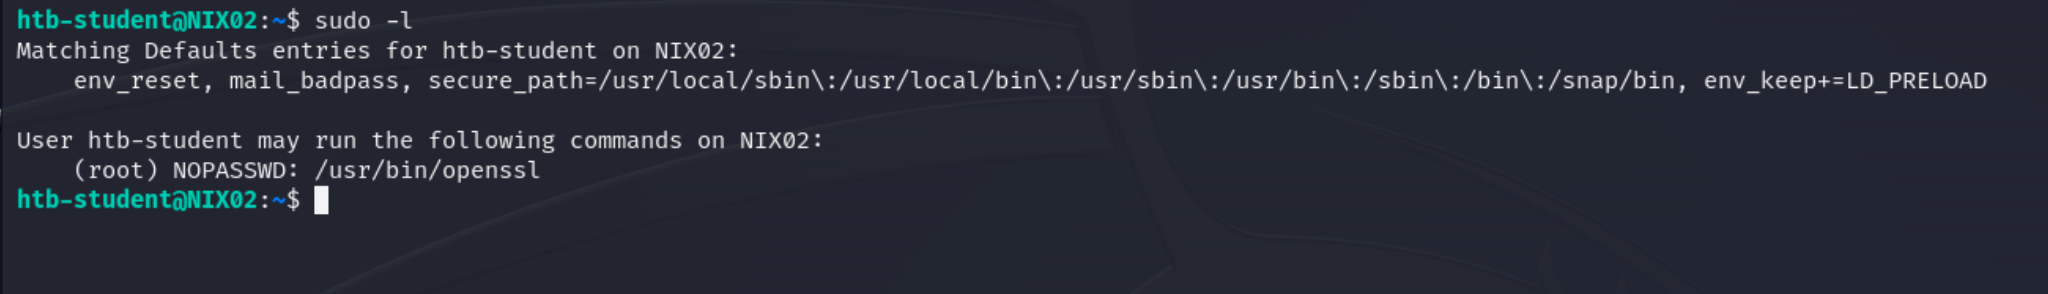 htb-student@NIX02:~$ sudo -l
Matching Defaults entries for htb-student on NIX02:
    env_reset, mail_badpass, secure_path=/usr/local/sbin\:/usr/local/bin\:/usr/sbin\:/usr/bin\:/sbin\:/bin\:/snap/bin, env_keep+=LD_PRELOAD

User htb-student may run the following commands on NIX02:
    (root) NOPASSWD: /usr/bin/openssl
htb-student@NIX02:~$